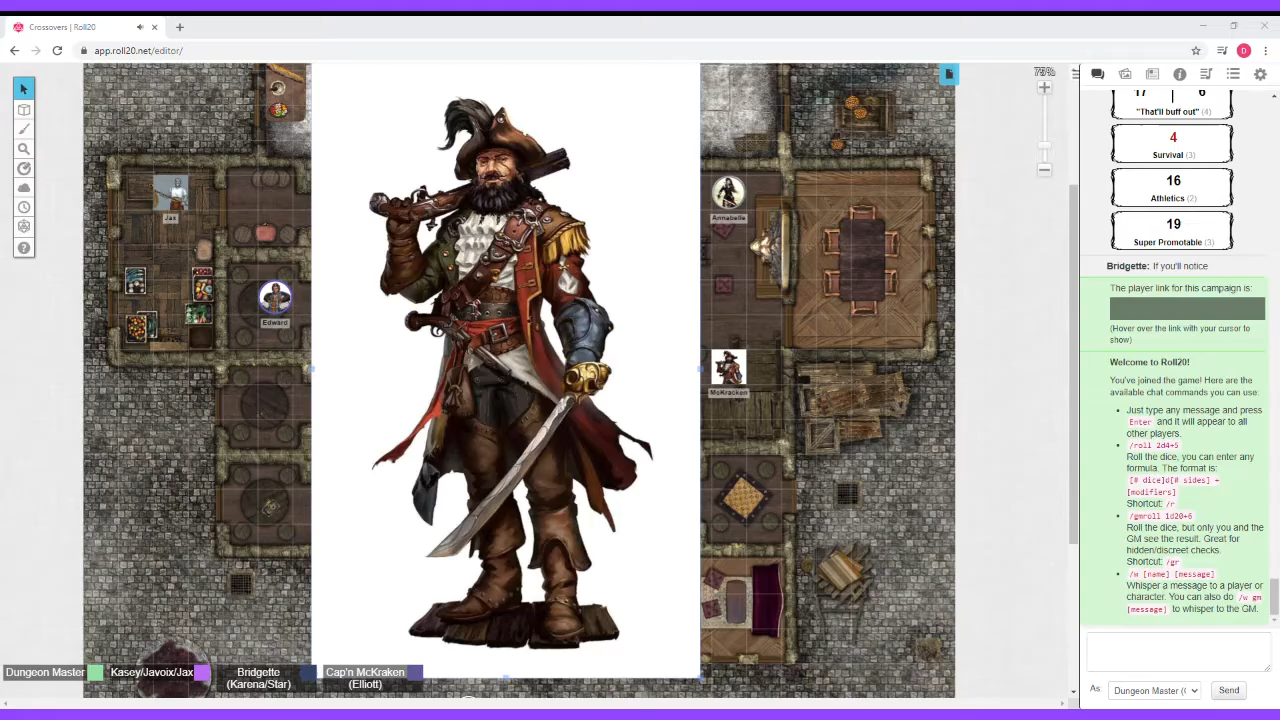 Crossovers | Roll20
app.roll20.net/editor/
75%
17 | 6
"That'll buff out" (4)
4
Survival (3)
16
Athletics (2)
19
Super Promotable (3)
Bridgette: If you'll notice
The player link for this campaign is:
(Hover over the link with your cursor to
show)
Welcome to Roll20!
You've joined the game! Here are the
available chat commands you can use:
• Just type any message and press
Enter and it will appear to all
other players.
• /roll 2d4+5
Roll the dice, you can enter any
formula. The format is:
[# dice]d[# sides] +
[modifiers]
Shortcut: /r
• /gmroll 1d20+6
Roll the dice, but only you and the
GM see the result. Great for
hidden/discreet checks.
Shortcut: /gr
• /w [name] [message]
Whisper a message to a player or
character. You can also do /w gm
[message] to whisper to the GM.
As:
Dungeon Master (
Send
Jax
Edward
Annabelle
McKracken
Dungeon Master
Kasey/Javoix/Jax
Bridgette
(Karena/Star)
Cap'n McKraken
(Elliott)
D